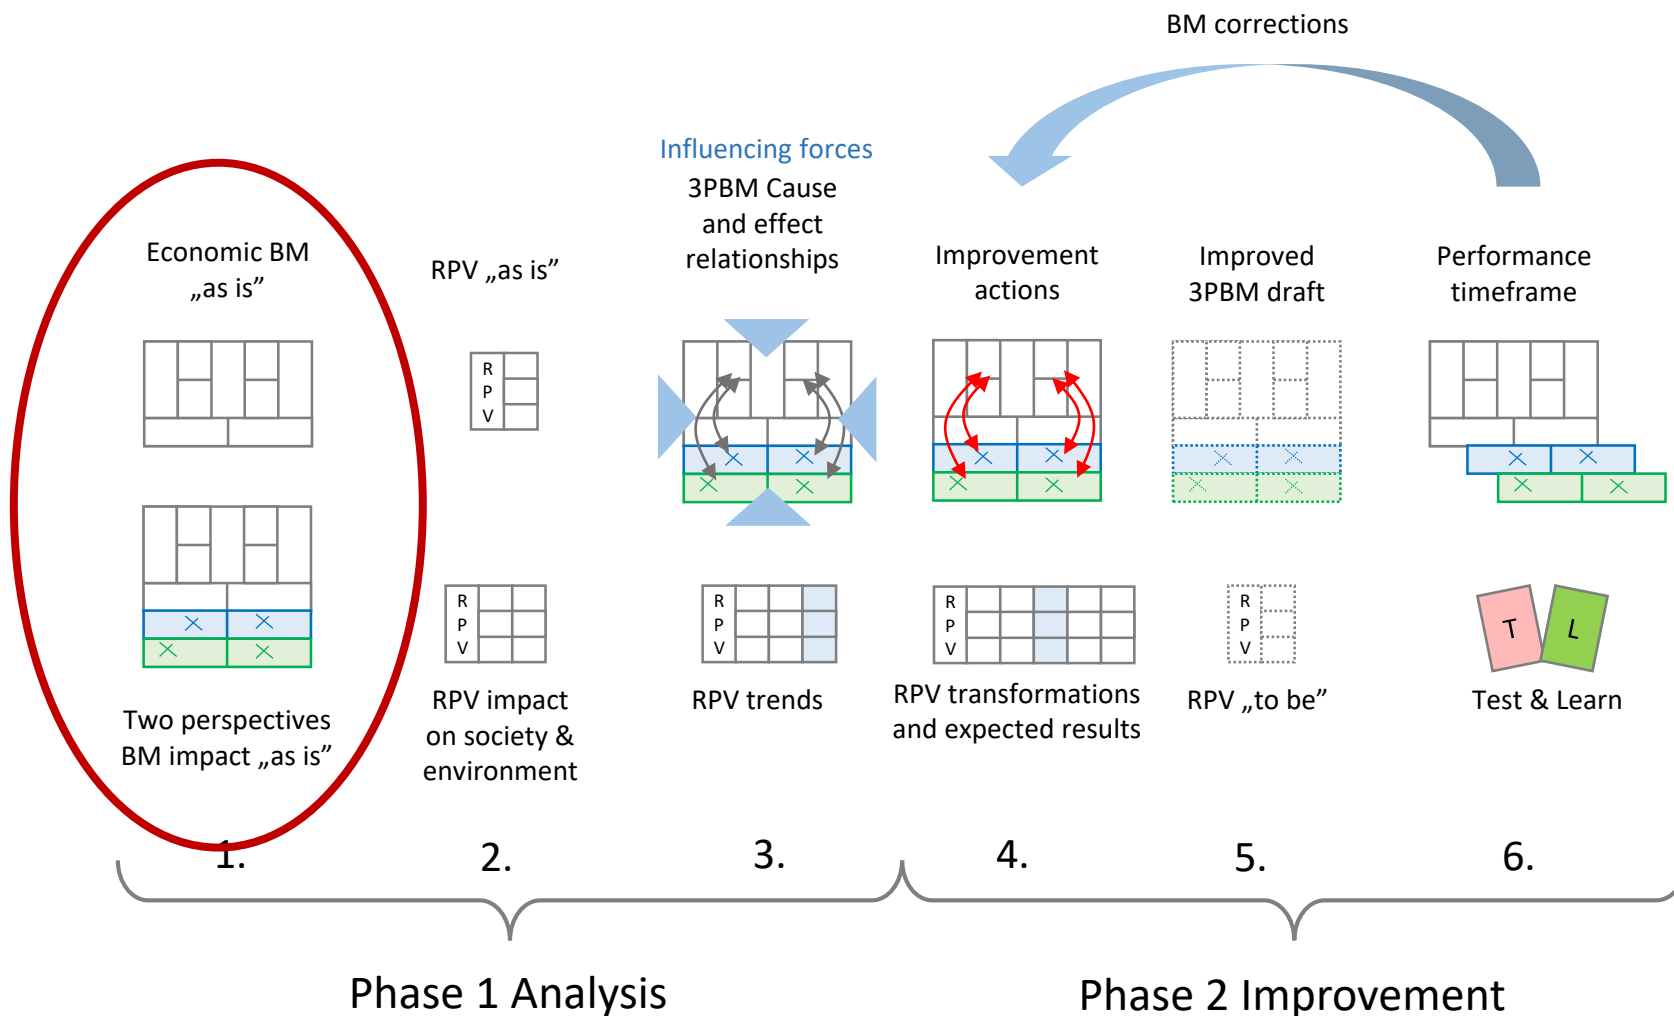 BM corrections
Influencing forces
3PBM Cause
and effect
relationships
Economic BM
„as is”
RPV „as is”
Improvement
actions
Improved
3PBM draft
Performance
timeframe
R
P
V
R
P
V
R
P
V
R
P
V
R
P
V
T
L
Two perspectives
BM impact „as is”
RPV impact
on society &
environment
RPV trends
RPV transformations
and expected results
RPV „to be”
Test & Learn
1.
2.
3.
4.
5.
6.
Phase 1 Analysis
Phase 2 Improvement